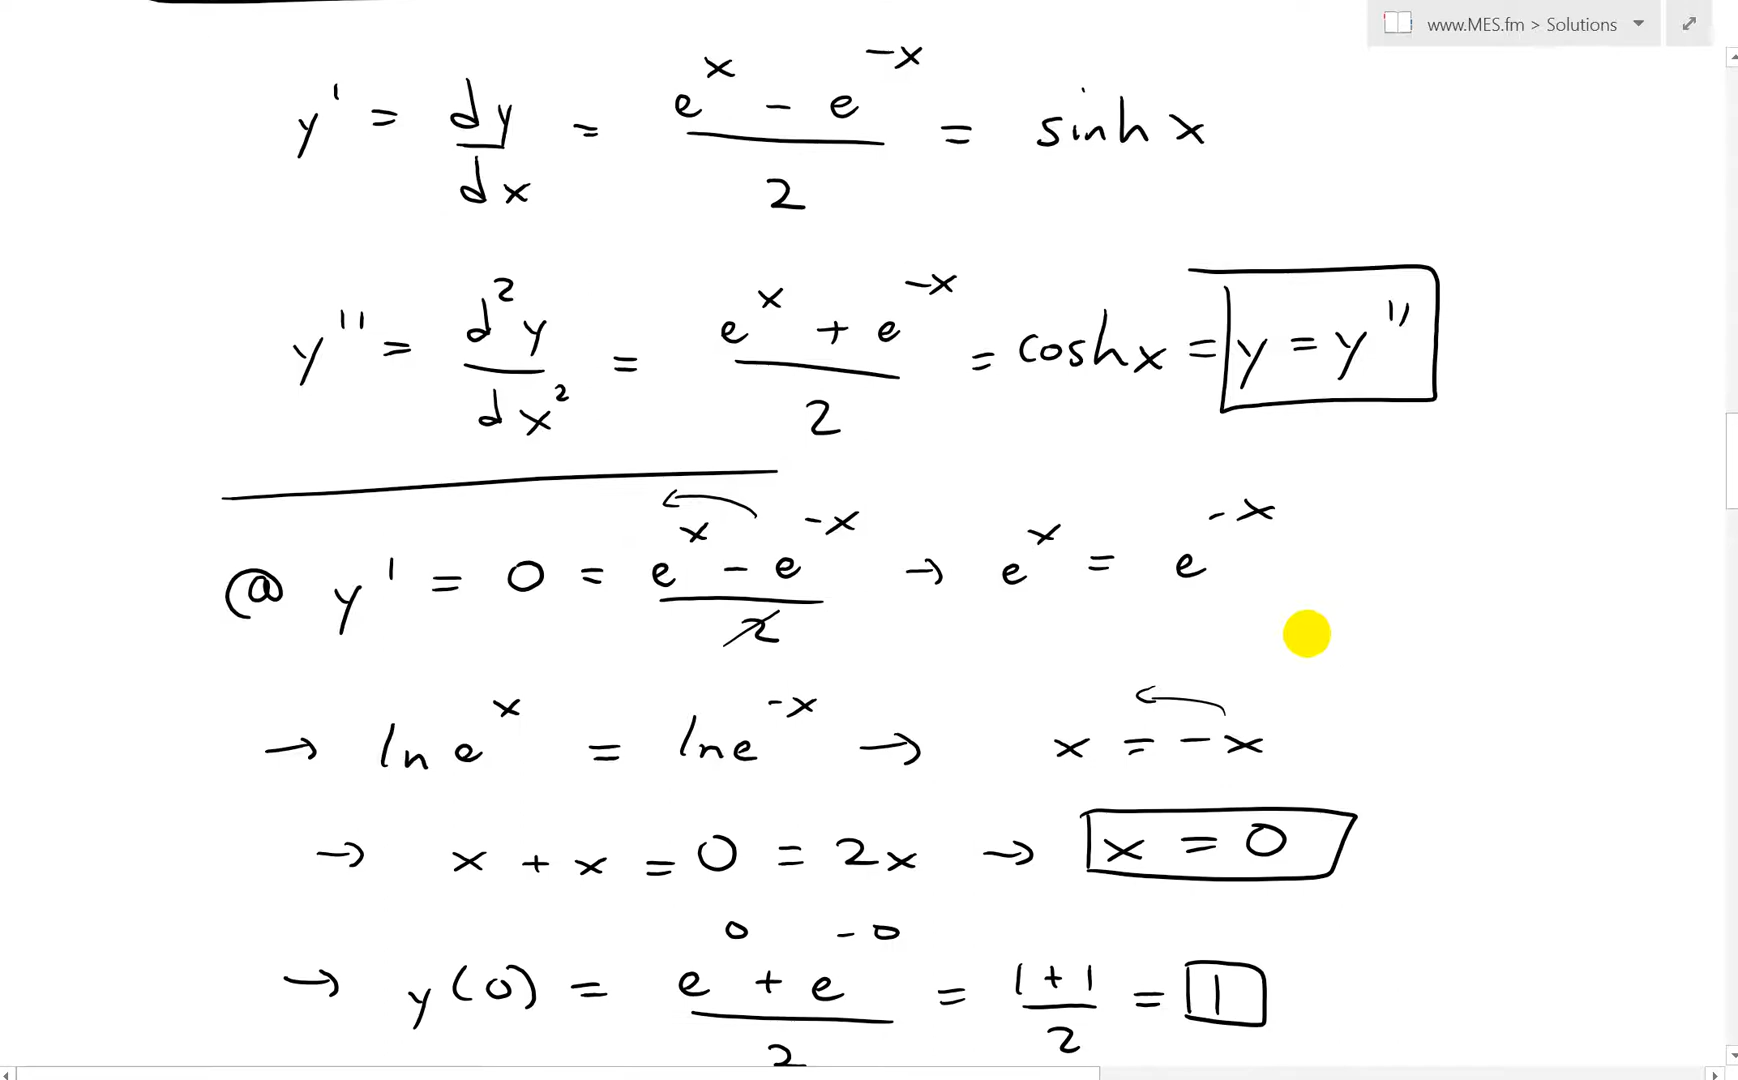 www.MES.fm > Solutions
y' = dy/dx = (e^x - e^-x)/2 = sinh x
y'' = d²y/dx² = (e^x + e^-x)/2 = cosh x = y = y''
@ y' = 0 = (e^x - e^-x)/2 → e^x = e^-x
→ ln e^x = ln e^-x → x = -x
→ x + x = 0 = 2x → x = 0
→ y(0) = (e^0 + e^-0)/2 = (1 + 1)/2 = 1